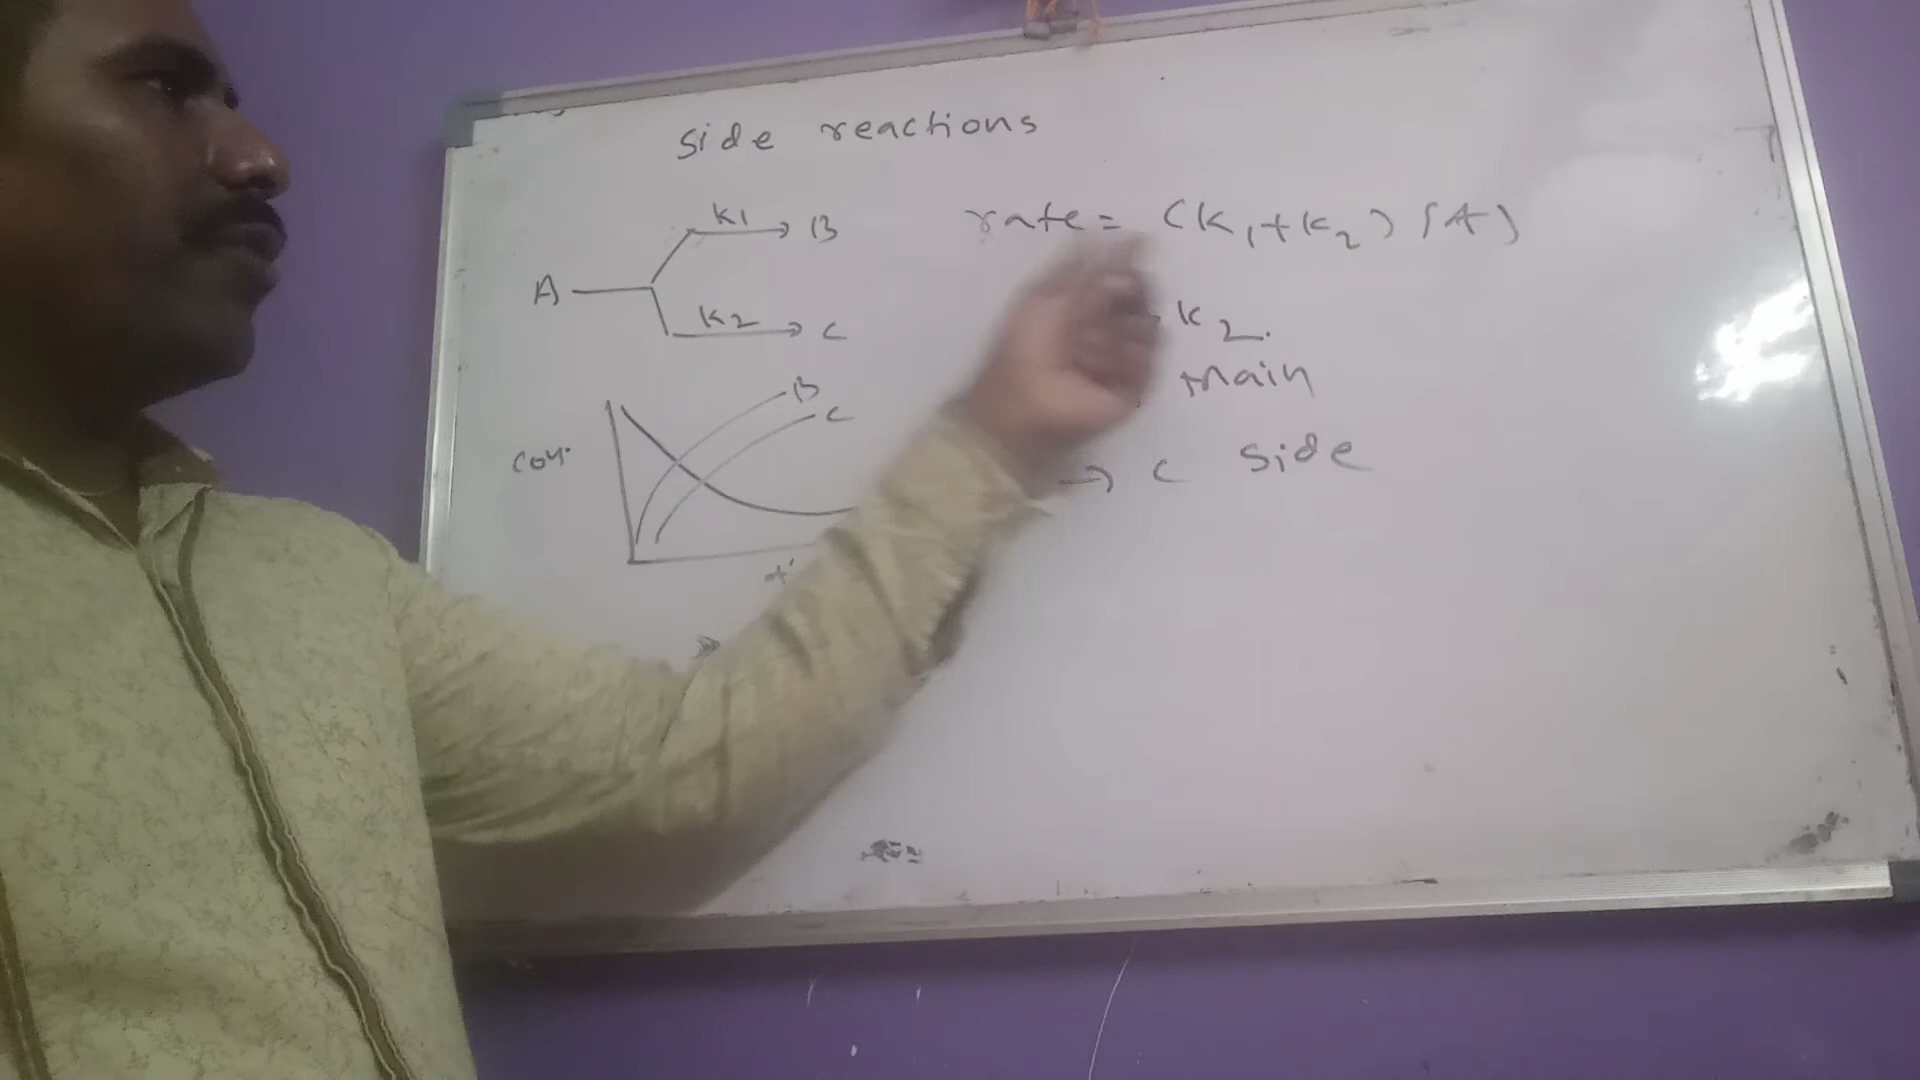 side reactions
K1 → B
rate = (K1+K2) [A]
A
K2 → C
K2.
main
B
C
Con.
→ C side